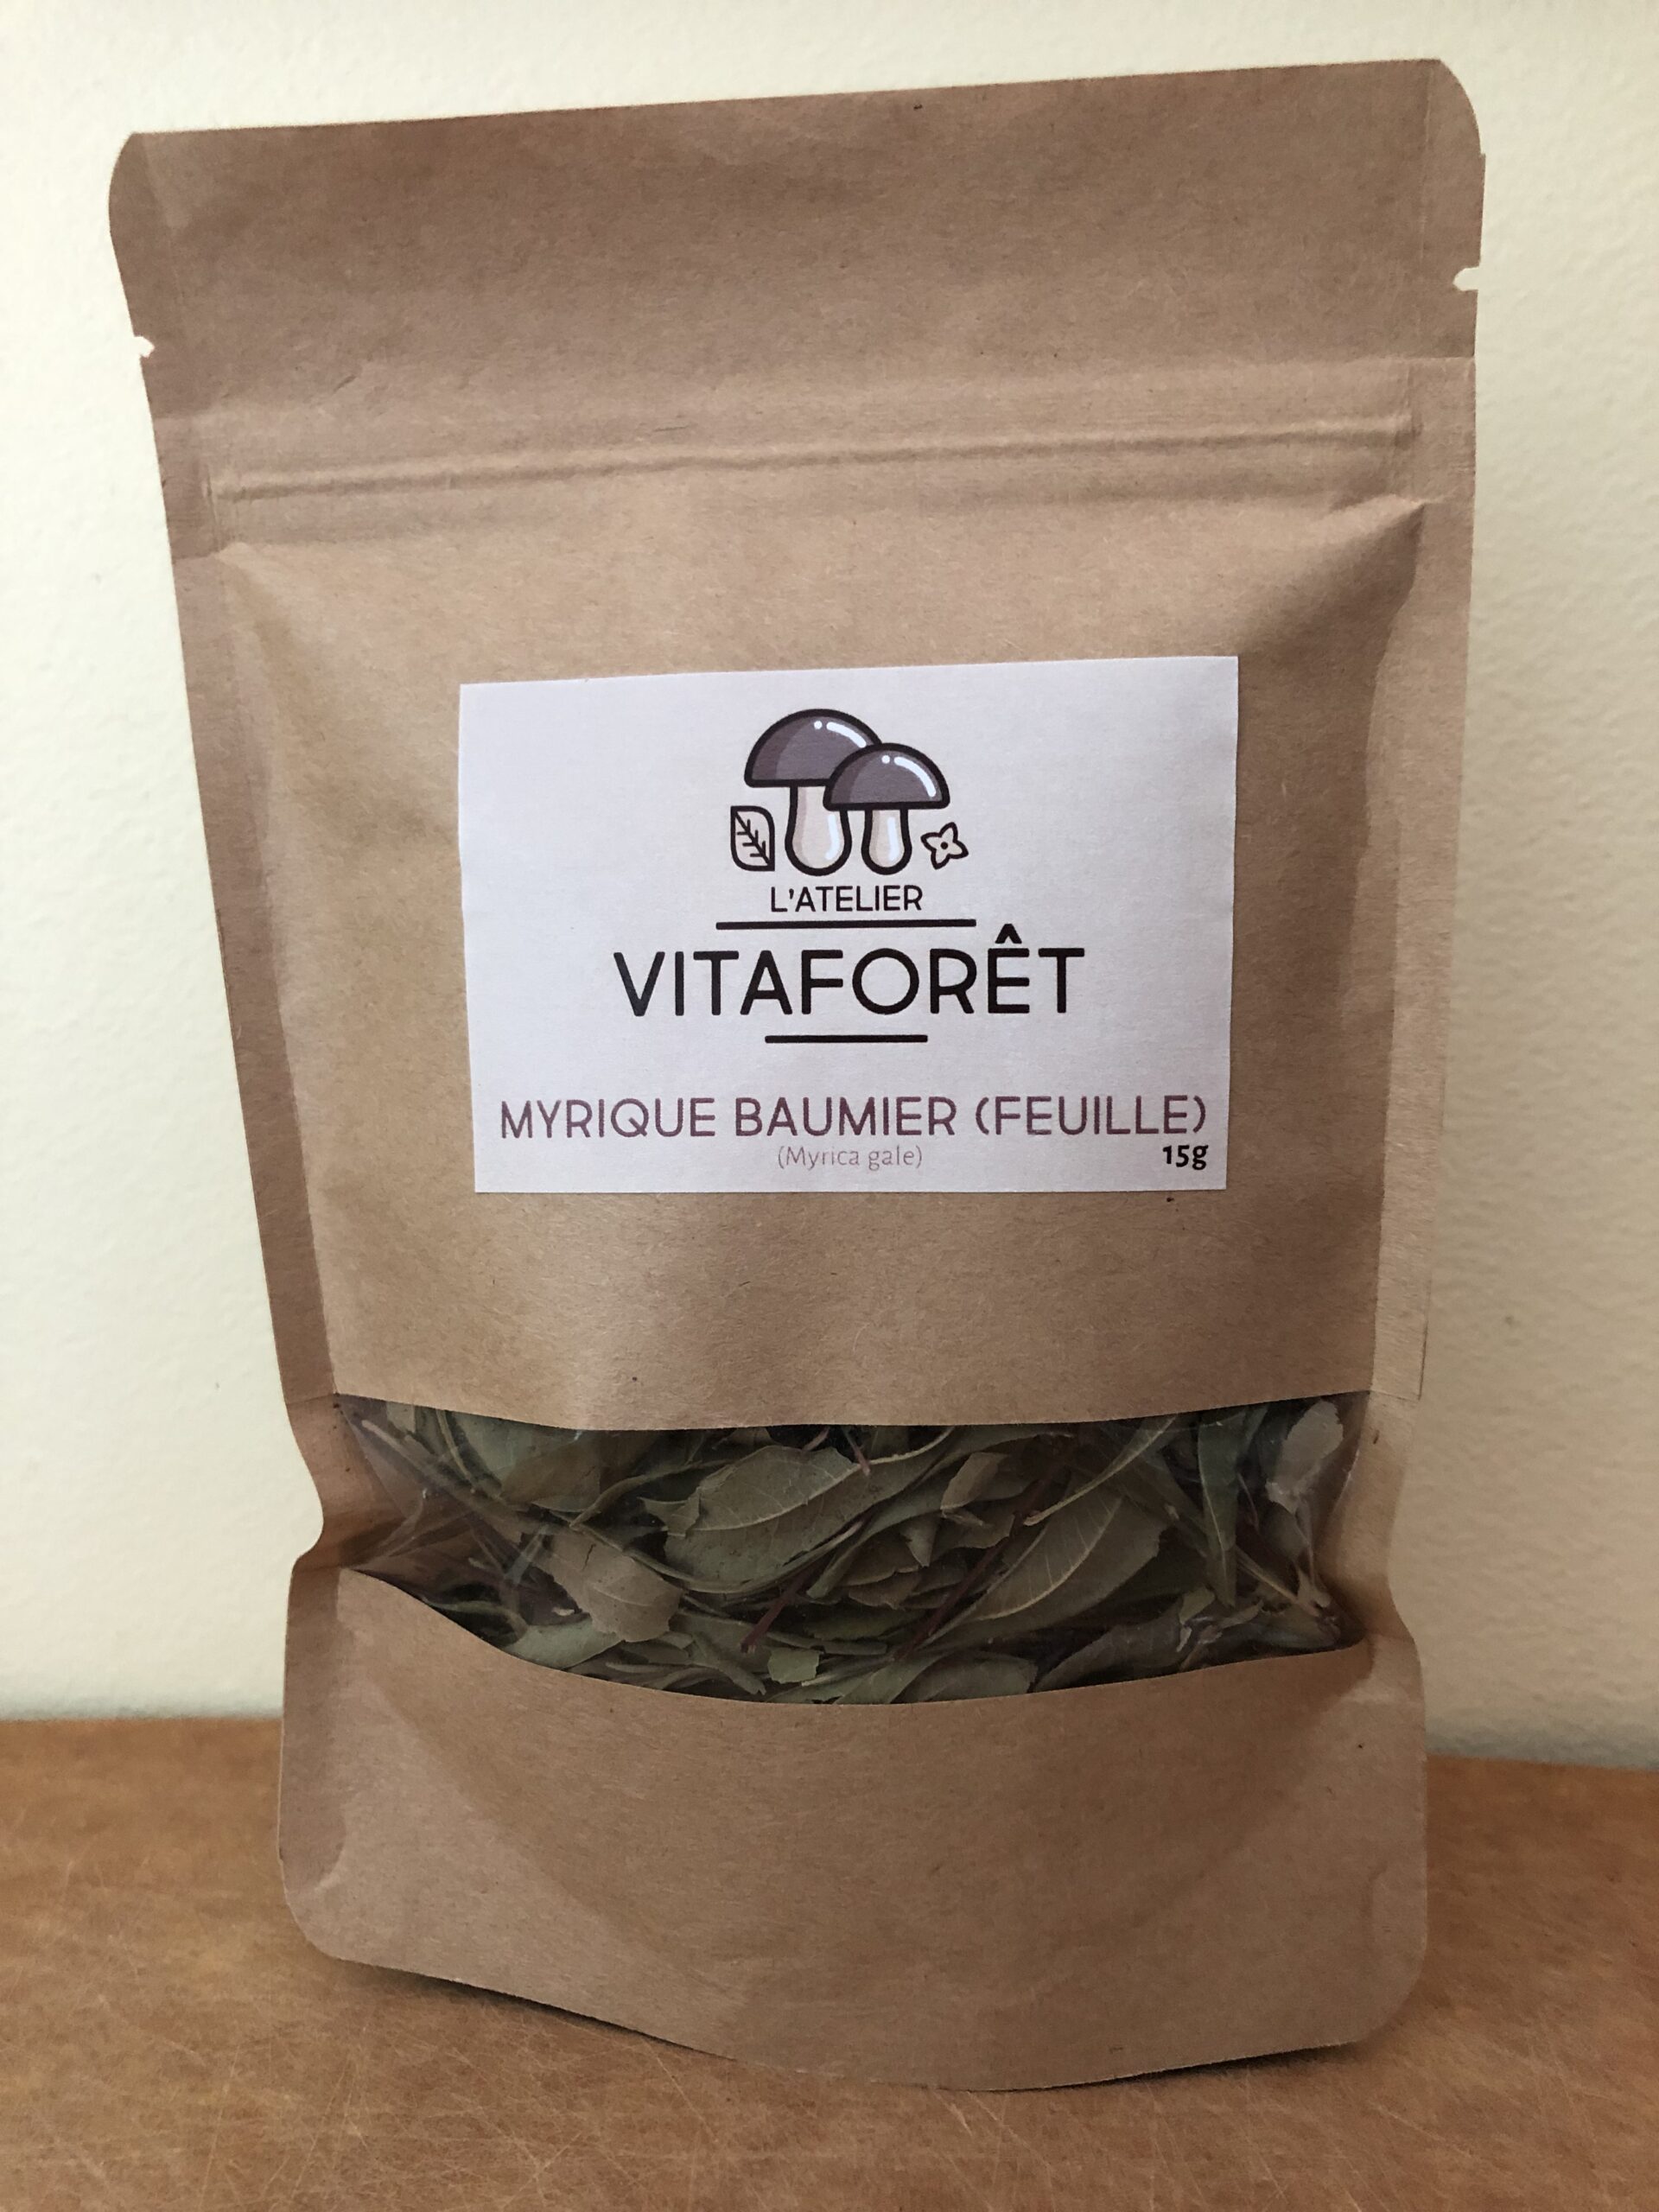 L'ATELIER
VITAFORÊT
MYRIQUE BAUMIER (FEUILLE)
(Myrica gale)
15g